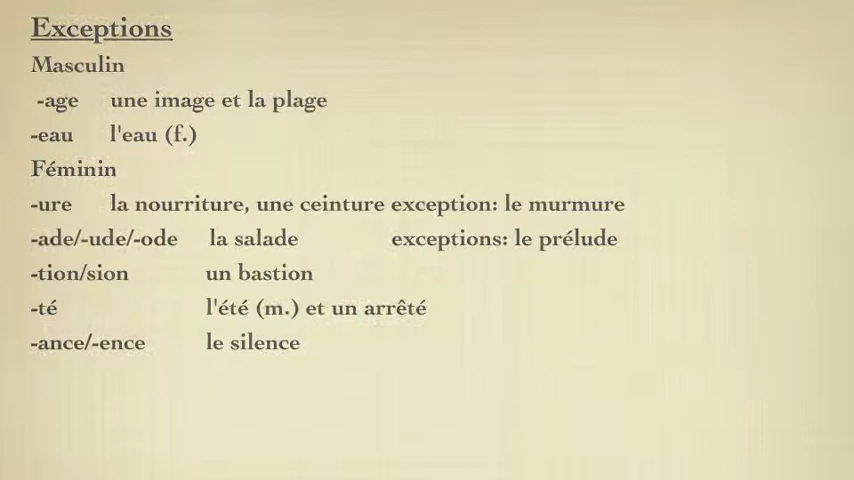 Exceptions
Masculin
-age une image et la plage
-eau l'eau (f.)
Féminin
-ure la nourriture, une ceinture exception: le murmure
-ade/-ude/-ode la salade exceptions: le prélude
-tion/sion un bastion
-té l'été (m.) et un arrêté
-ance/-ence le silence